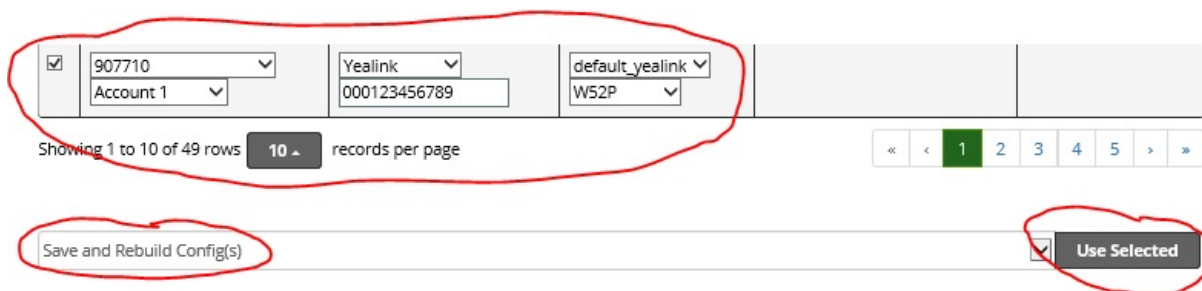 907710 Yealink default_yealink
Account 1 000123456789 W52P
Showing 1 to 10 of 49 rows 10 records per page « ‹ 1 2 3 4 5 › »
Save and Rebuild Config(s) Use Selected